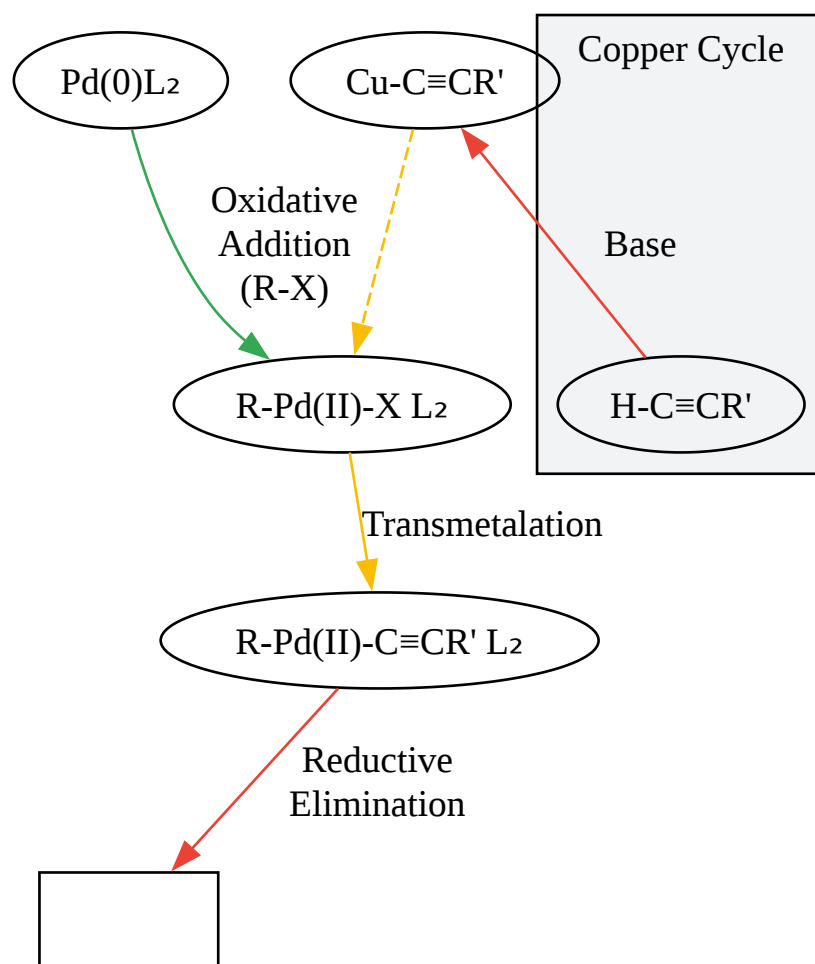 Copper Cycle
Pd(0)L₂
Cu-C≡CR'
Oxidative
Addition
(R-X)
Base
R-Pd(II)-X L₂
H-C≡CR'
Transmetalation
R-Pd(II)-C≡CR' L₂
Reductive
Elimination